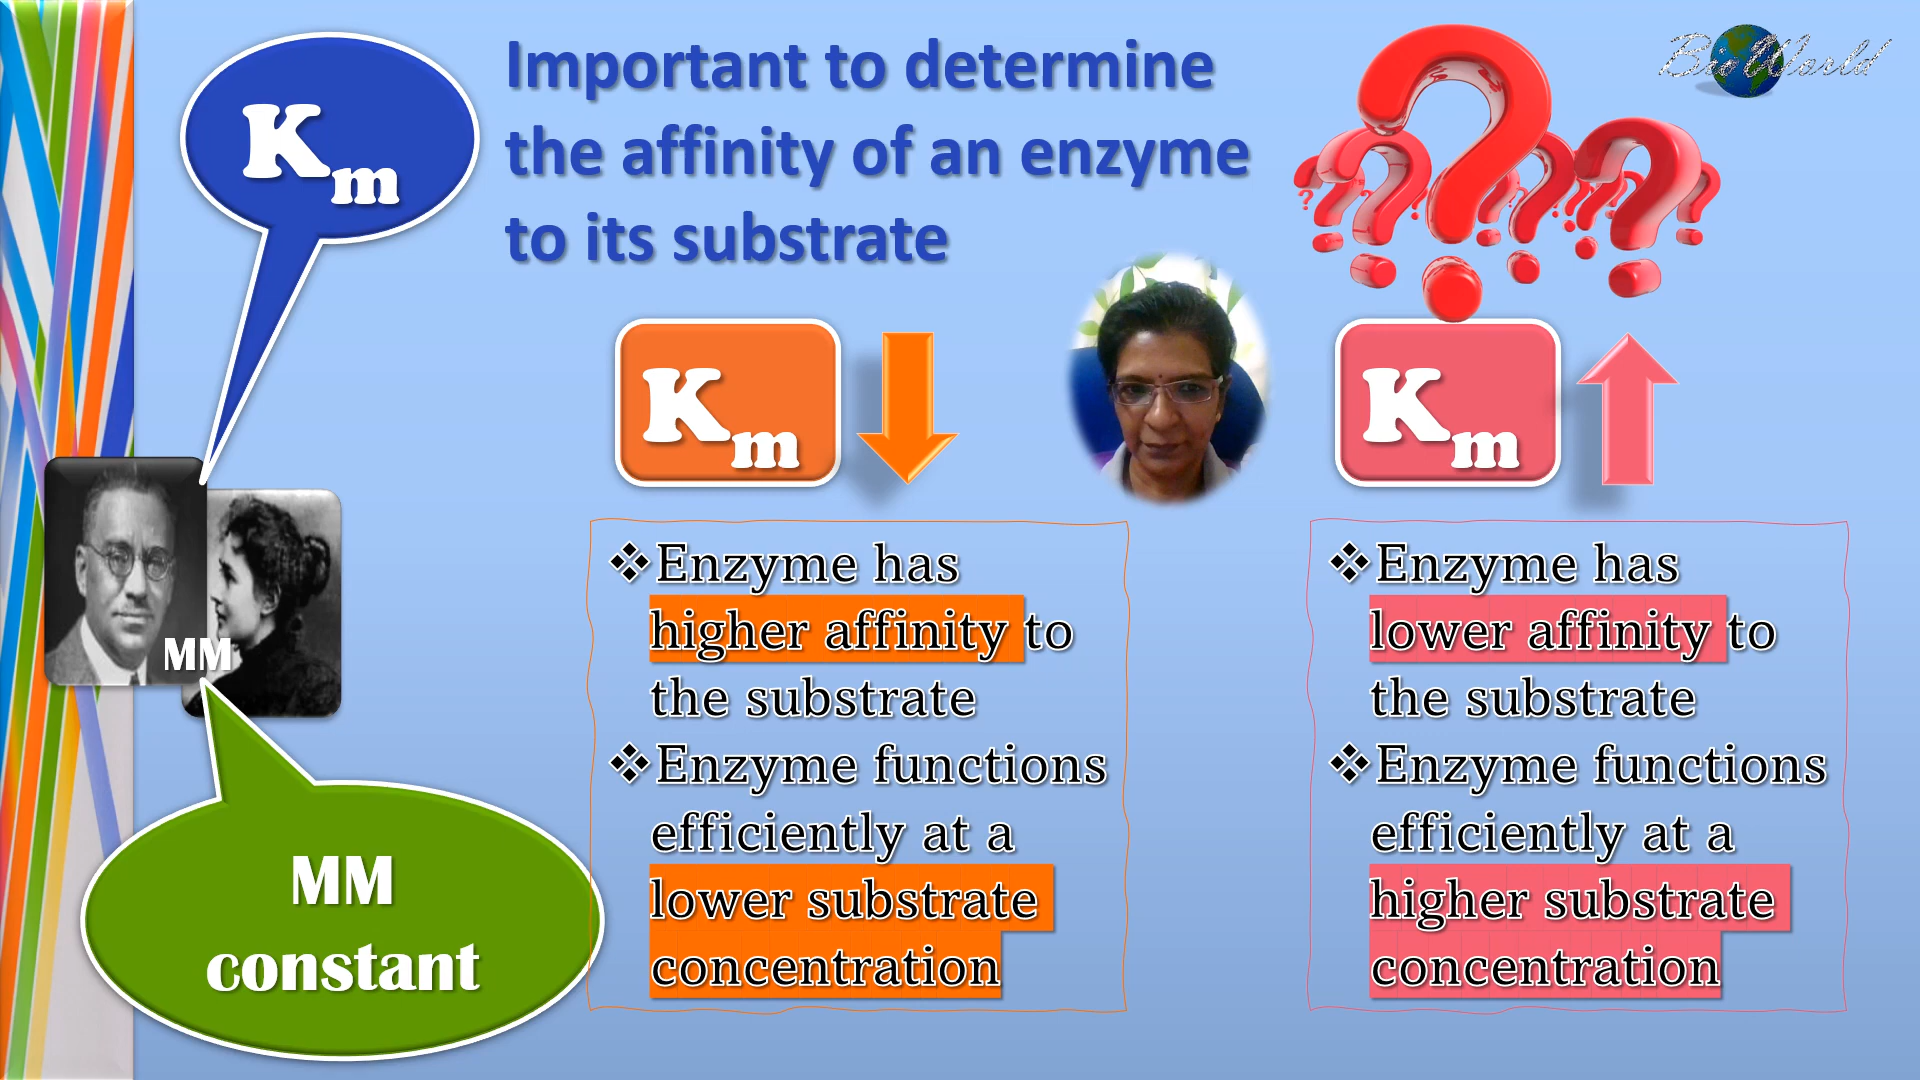 Km
Important to determine
the affinity of an enzyme
to its substrate
BioWorld
Km
Km
MM
MM
constant
❖Enzyme has
higher affinity to
the substrate
❖Enzyme functions
efficiently at a
lower substrate
concentration
❖Enzyme has
lower affinity to
the substrate
❖Enzyme functions
efficiently at a
higher substrate
concentration